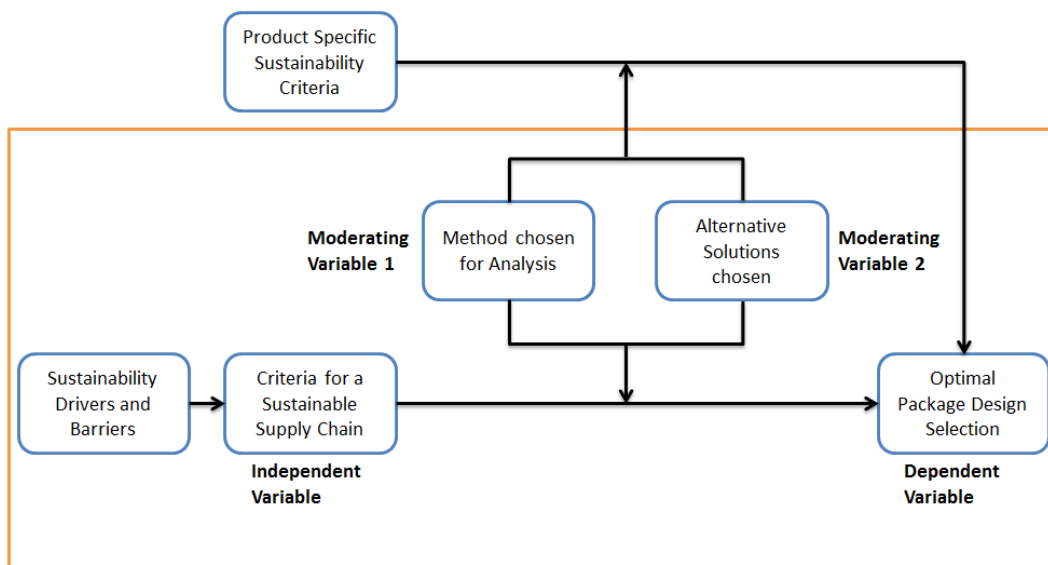 Product Specific
Sustainability
Criteria
Moderating
Variable 1
Method chosen
for Analysis
Alternative
Solutions
chosen
Moderating
Variable 2
Sustainability
Drivers and
Barriers
Criteria for a
Sustainable
Supply Chain
Independent
Variable
Optimal
Package Design
Selection
Dependent
Variable